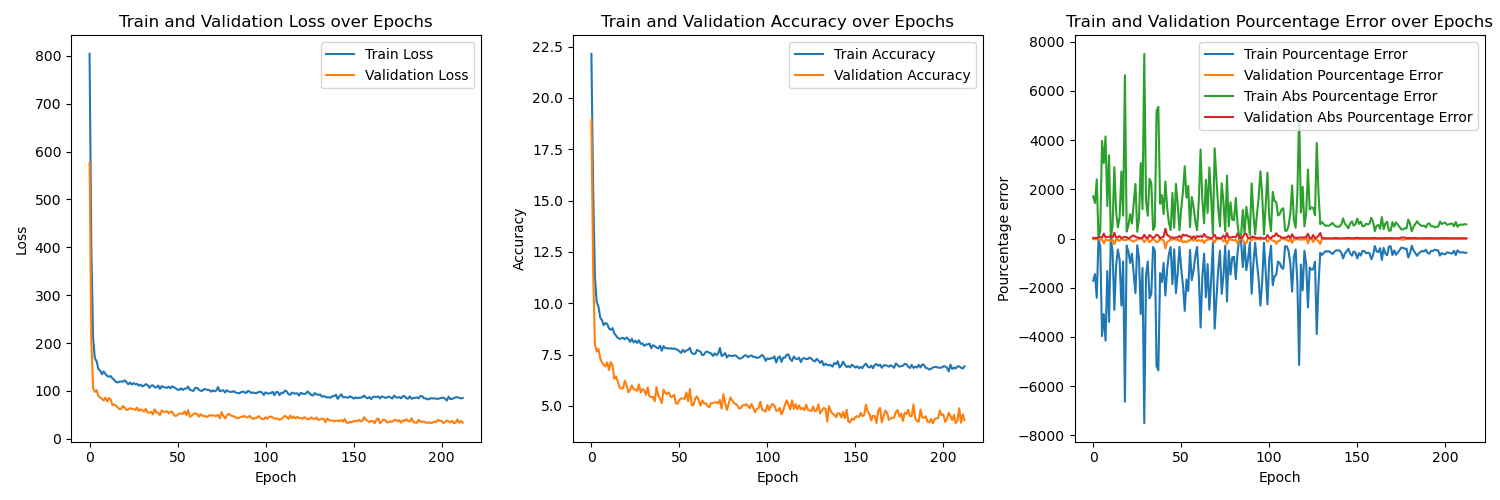 Train and Validation Loss over Epochs
Train Loss
Validation Loss
800
700
600
500
400
300
200
100
0
Loss
0
50
100
150
200
Epoch
Train and Validation Accuracy over Epochs
Train Accuracy
Validation Accuracy
22.5
20.0
17.5
15.0
12.5
10.0
7.5
5.0
Accuracy
0
50
100
150
200
Epoch
Train and Validation Pourcentage Error over Epochs
Train Pourcentage Error
Validation Pourcentage Error
Train Abs Pourcentage Error
Validation Abs Pourcentage Error
8000
6000
4000
2000
0
−2000
−4000
−6000
−8000
Pourcentage error
0
50
100
150
200
Epoch